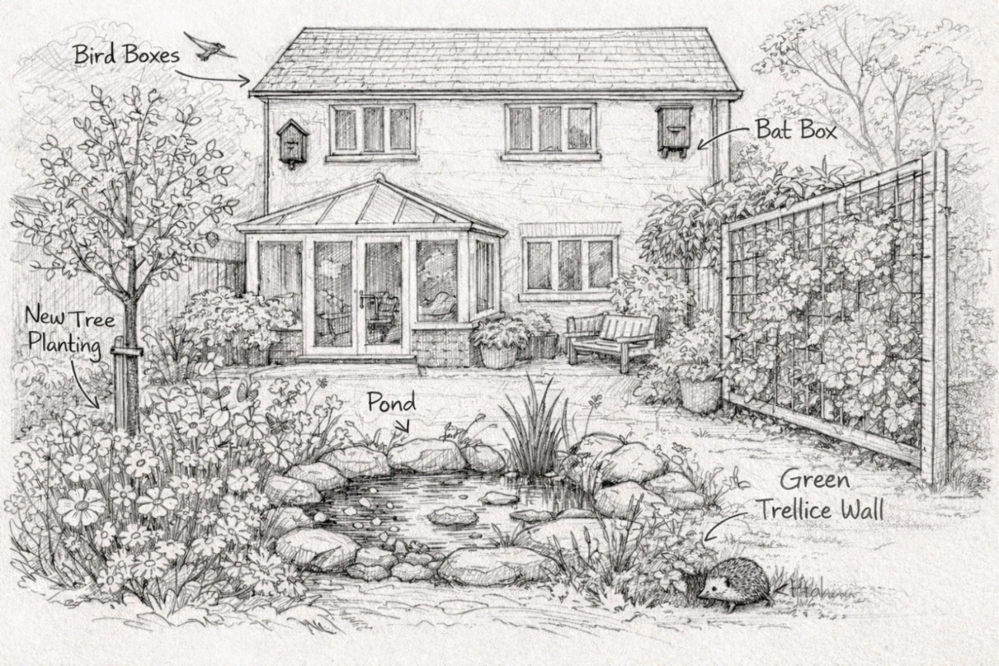 Bird Boxes
Bat Box
New Tree
Planting
Pond
Green
Trellice Wall